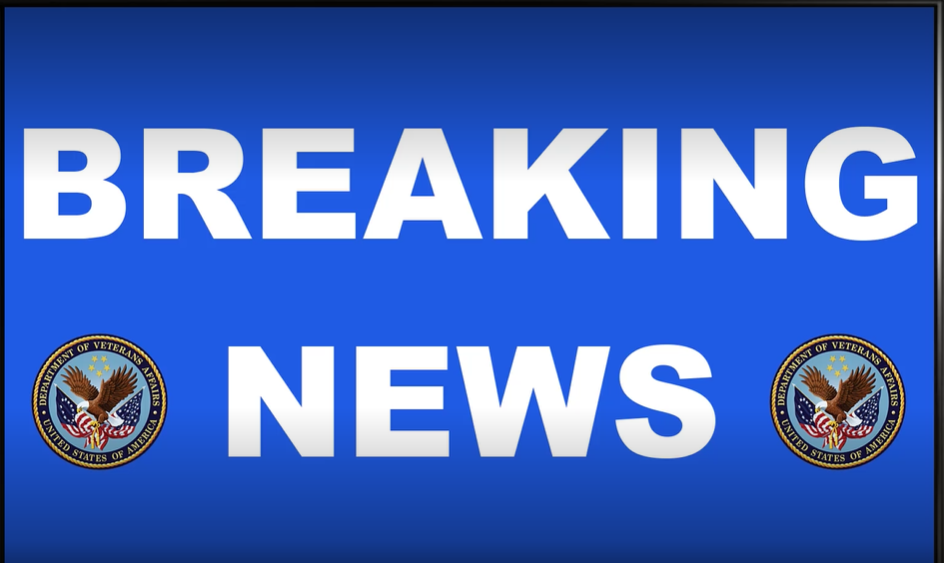 BREAKING
NEWS
DEPARTMENT OF VETERANS AFFAIRS
UNITED STATES OF AMERICA
DEPARTMENT OF VETERANS AFFAIRS
UNITED STATES OF AMERICA